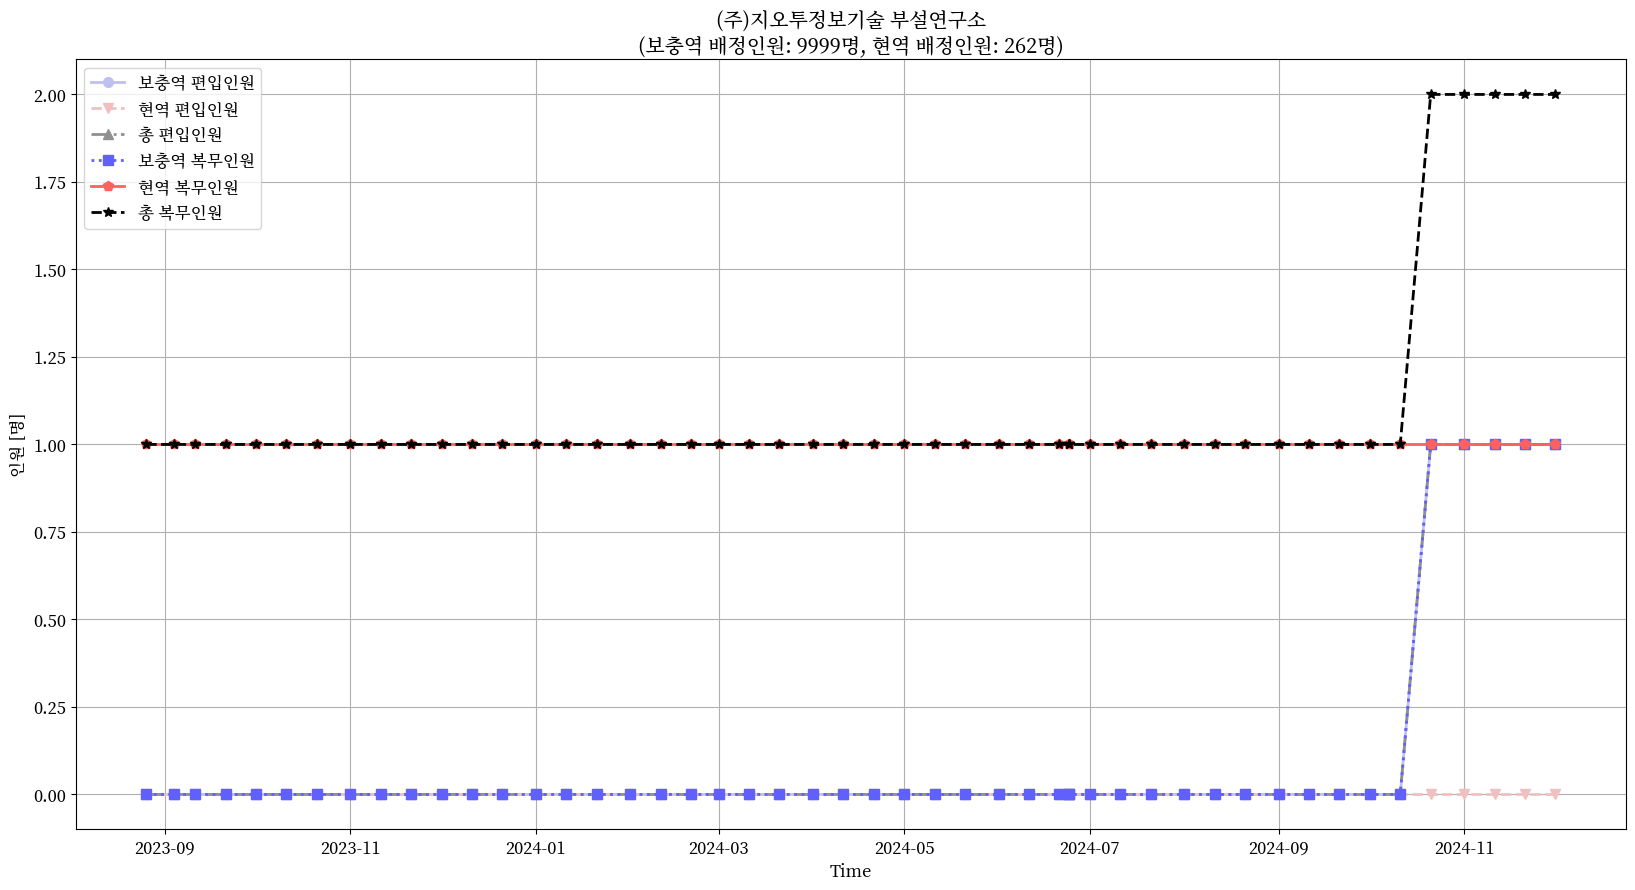 (주)지오투정보기술 부설연구소
(보충역 배정인원: 9999명, 현역 배정인원: 262명)
보충역 편입인원
현역 편입인원
총 편입인원
보충역 복무인원
현역 복무인원
총 복무인원
2.00
1.75
1.50
1.25
1.00
0.75
0.50
0.25
0.00
인원 [명]
2023-09 2023-11 2024-01 2024-03 2024-05 2024-07 2024-09 2024-11
Time